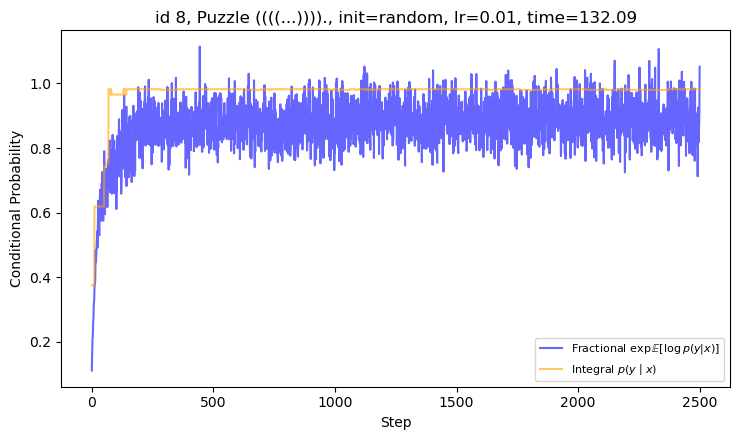 id 8, Puzzle ((((...))))., init=random, lr=0.01, time=132.09
Conditional Probability
1.0
0.8
0.6
0.4
0.2
0
500
1000
1500
2000
2500
Step
Fractional exp𝔼[log p(y|x)]
Integral p(y | x)